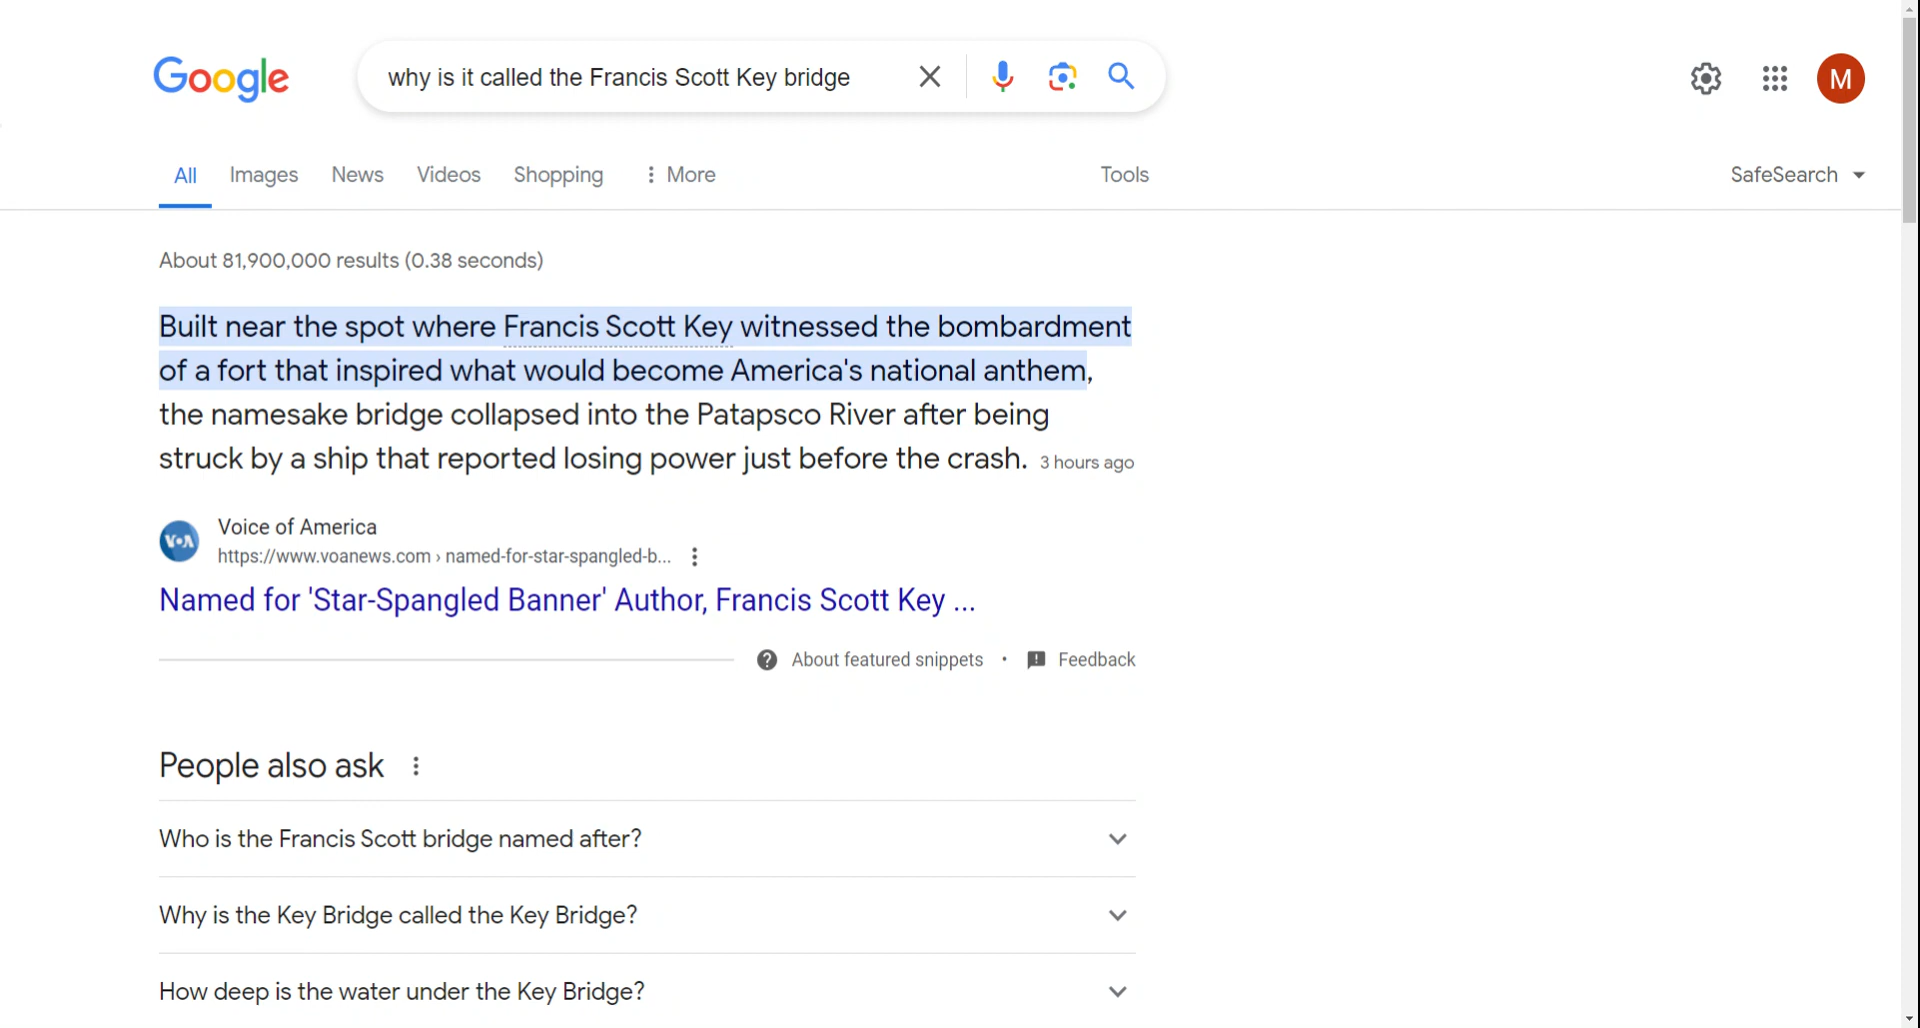 Google
why is it called the Francis Scott Key bridge
M
All Images News Videos Shopping More Tools SafeSearch
About 81,900,000 results (0.38 seconds)
Built near the spot where Francis Scott Key witnessed the bombardment
of a fort that inspired what would become America's national anthem,
the namesake bridge collapsed into the Patapsco River after being
struck by a ship that reported losing power just before the crash. 3 hours ago
VOA
Voice of America
https://www.voanews.com › named-for-star-spangled-b...
Named for 'Star-Spangled Banner' Author, Francis Scott Key ...
About featured snippets • Feedback
People also ask
Who is the Francis Scott bridge named after?
Why is the Key Bridge called the Key Bridge?
How deep is the water under the Key Bridge?